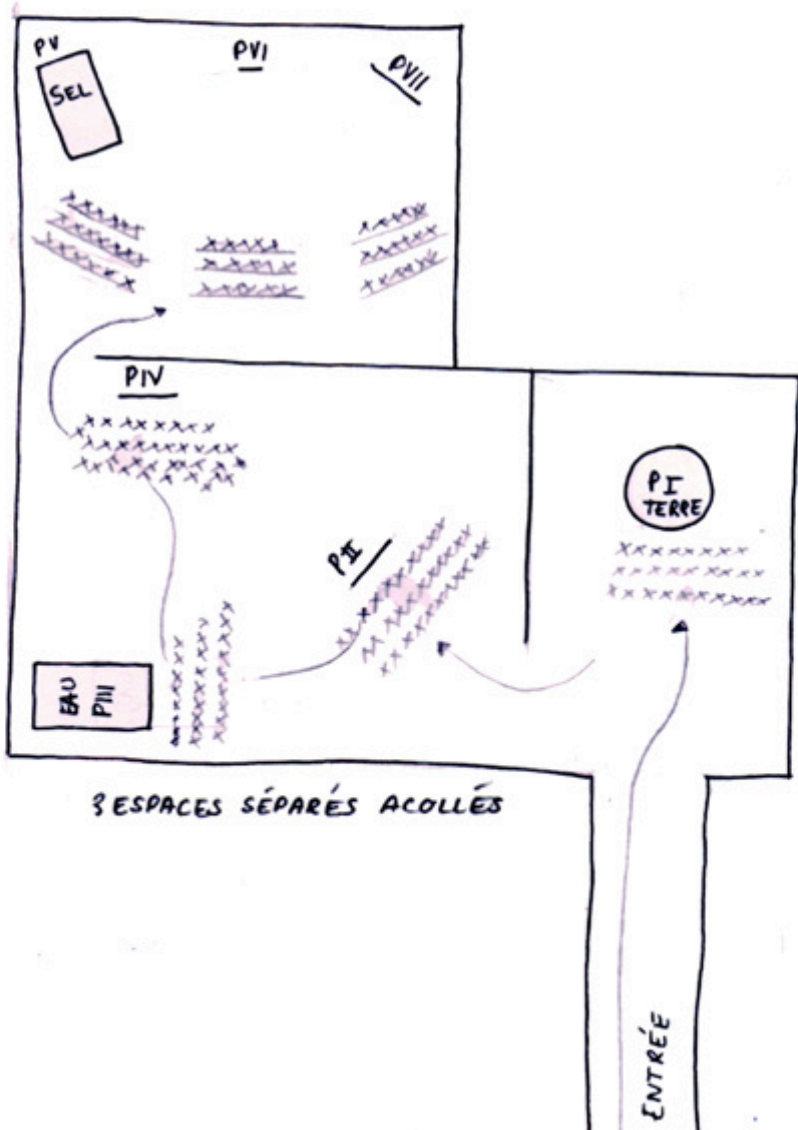 PV
SEL
PVI
PVII
PIV
PII
PI
TERRE
EAU
PIII
3 ESPACES SÉPARÉS ACOLLÉS
ENTRÉE